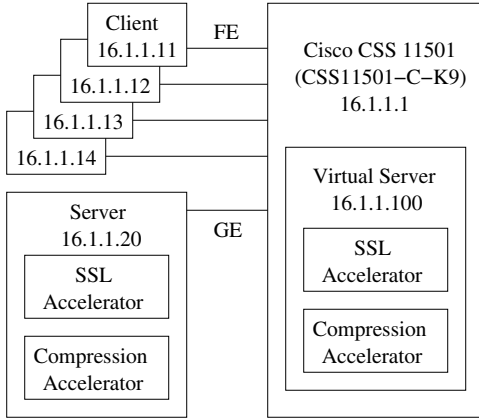 Client
16.1.1.11
16.1.1.12
16.1.1.13
16.1.1.14
FE
Server
16.1.1.20
SSL
Accelerator
Compression
Accelerator
GE
Cisco CSS 11501
(CSS11501−C−K9)
16.1.1.1
Virtual Server
16.1.1.100
SSL
Accelerator
Compression
Accelerator